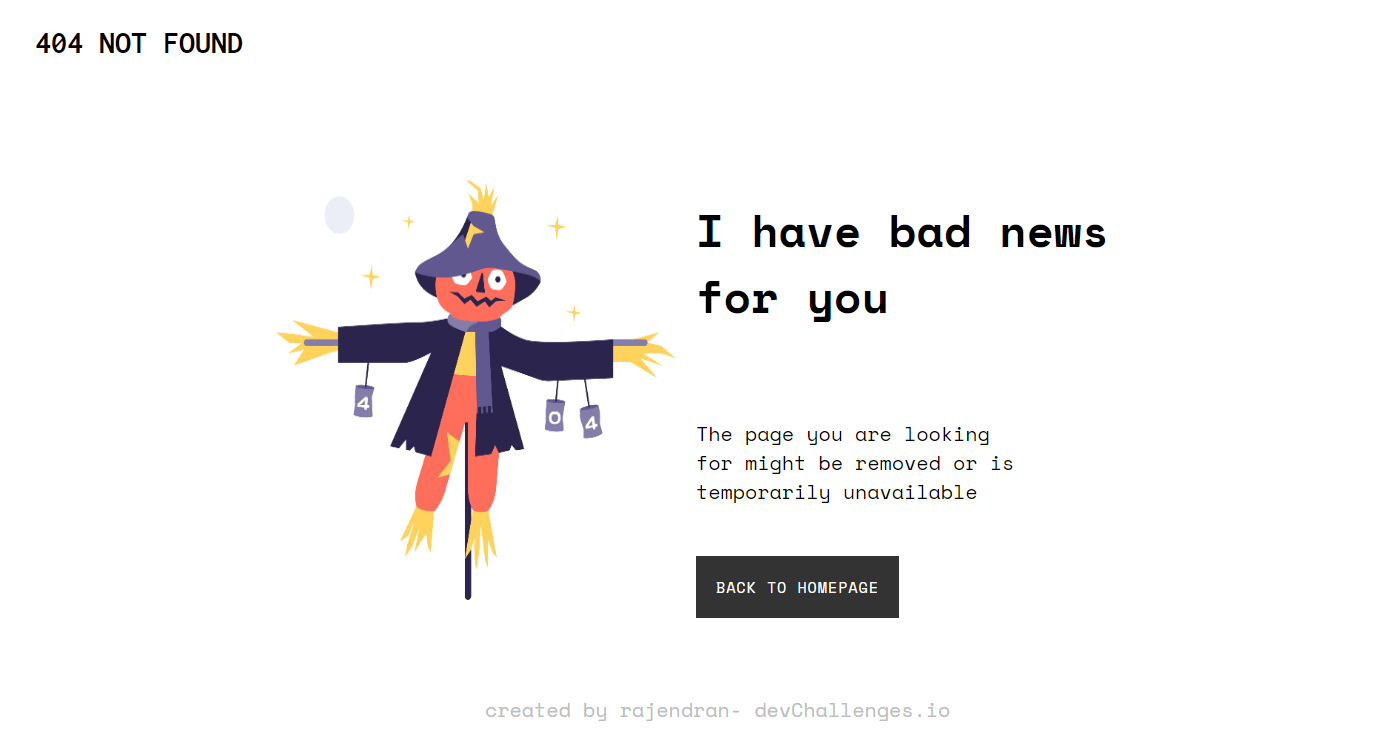 404 NOT FOUND
I have bad news
for you
4
0
4
The page you are looking
for might be removed or is
temporarily unavailable
BACK TO HOMEPAGE
created by rajendran- devChallenges.io